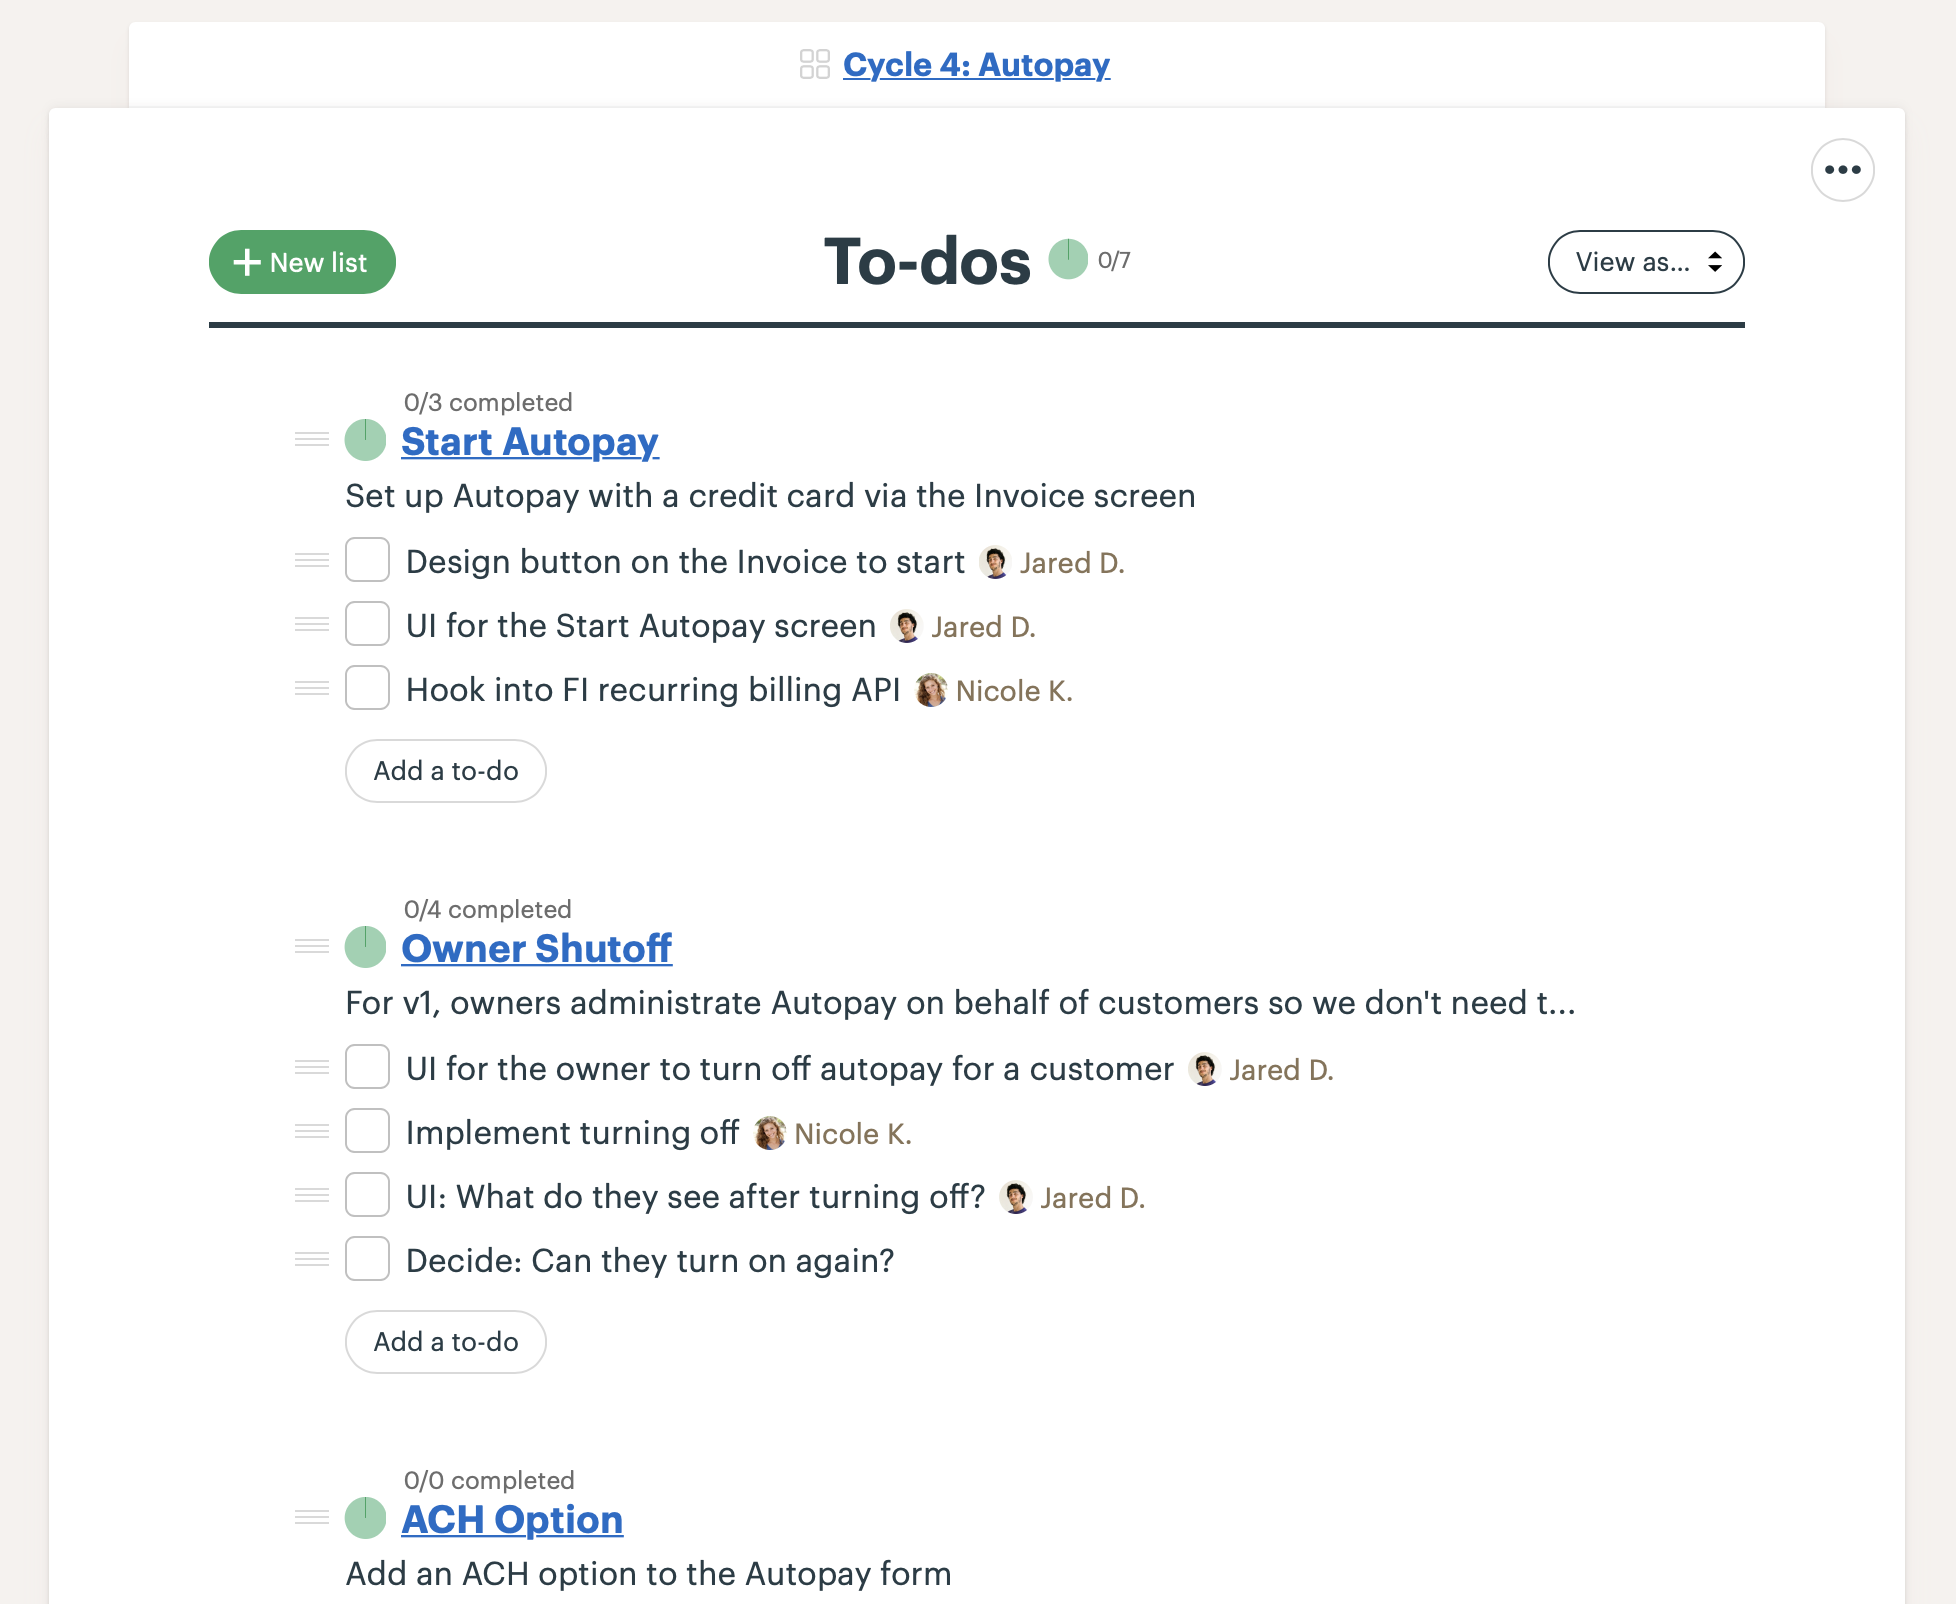 Cycle 4: Autopay
New list
To-dos 0/7
View as...
0/3 completed
Start Autopay
Set up Autopay with a credit card via the Invoice screen
Design button on the Invoice to start Jared D.
UI for the Start Autopay screen Jared D.
Hook into FI recurring billing API Nicole K.
Add a to-do
0/4 completed
Owner Shutoff
For v1, owners administrate Autopay on behalf of customers so we don't need t...
UI for the owner to turn off autopay for a customer Jared D.
Implement turning off Nicole K.
UI: What do they see after turning off? Jared D.
Decide: Can they turn on again?
Add a to-do
0/0 completed
ACH Option
Add an ACH option to the Autopay form